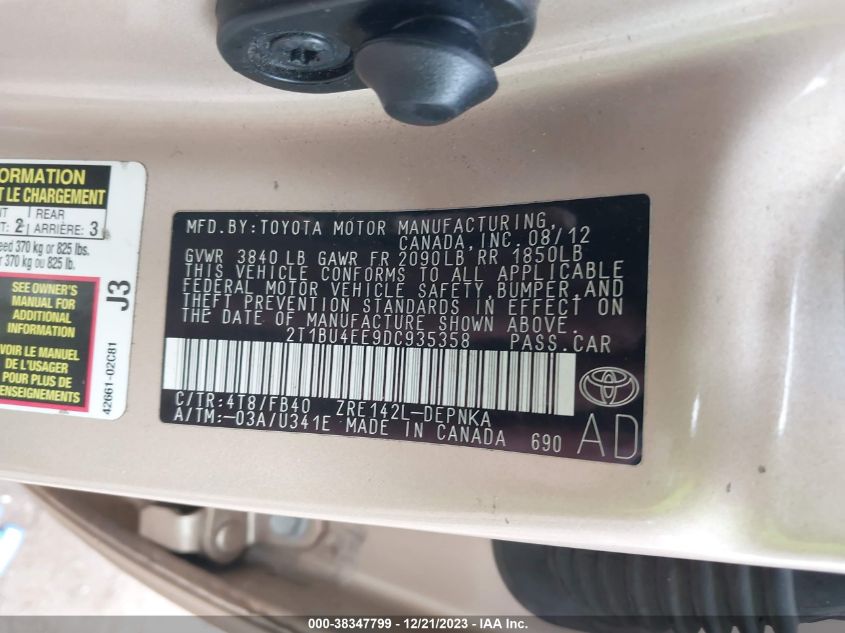 ORMATION
T LE CHARGEMENT
NT REAR
T: 2 ARRIÈRE: 3
eed 370 kg or 825 lbs.
370 kg ou 825 lb.
SEE OWNER'S
MANUAL FOR
ADDITIONAL
INFORMATION
VOIR LE MANUEL
DE L'USAGER
POUR PLUS DE
RENSEIGNEMENTS
J3
42661-02C81
MFD.BY:TOYOTA MOTOR MANUFACTURING,
CANADA, INC. 08/12
GVWR 3840 LB GAWR FR 2090LB, RR 1850LB
THIS VEHICLE CONFORMS TO ALL APPLICABLE
FEDERAL MOTOR VEHICLE SAFETY, BUMPER, AND
THEFT PREVENTION STANDARDS IN EFFECT ON
THE DATE OF MANUFACTURE SHOWN ABOVE.
2T1BU4EE9DC935358 PASS.CAR
C/TR:4T8/FB40 ZRE142L-DEPNKA
A/TM:-03A/U341E MADE IN CANADA 690
AD
000-38347799 - 12/21/2023 - IAA Inc.